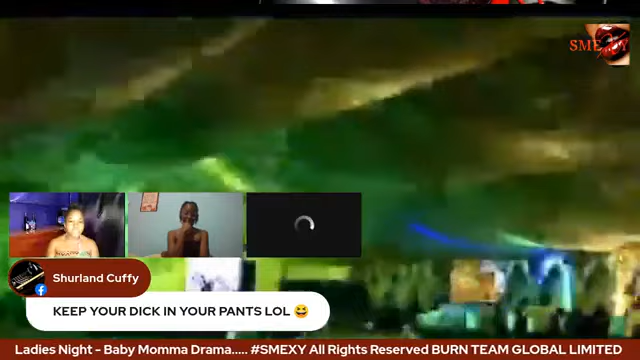 SMEXY
Shurland Cuffy
KEEP YOUR DICK IN YOUR PANTS LOL 😆
Ladies Night - Baby Momma Drama..... #SMEXY All Rights Reserved BURN TEAM GLOBAL LIMITED